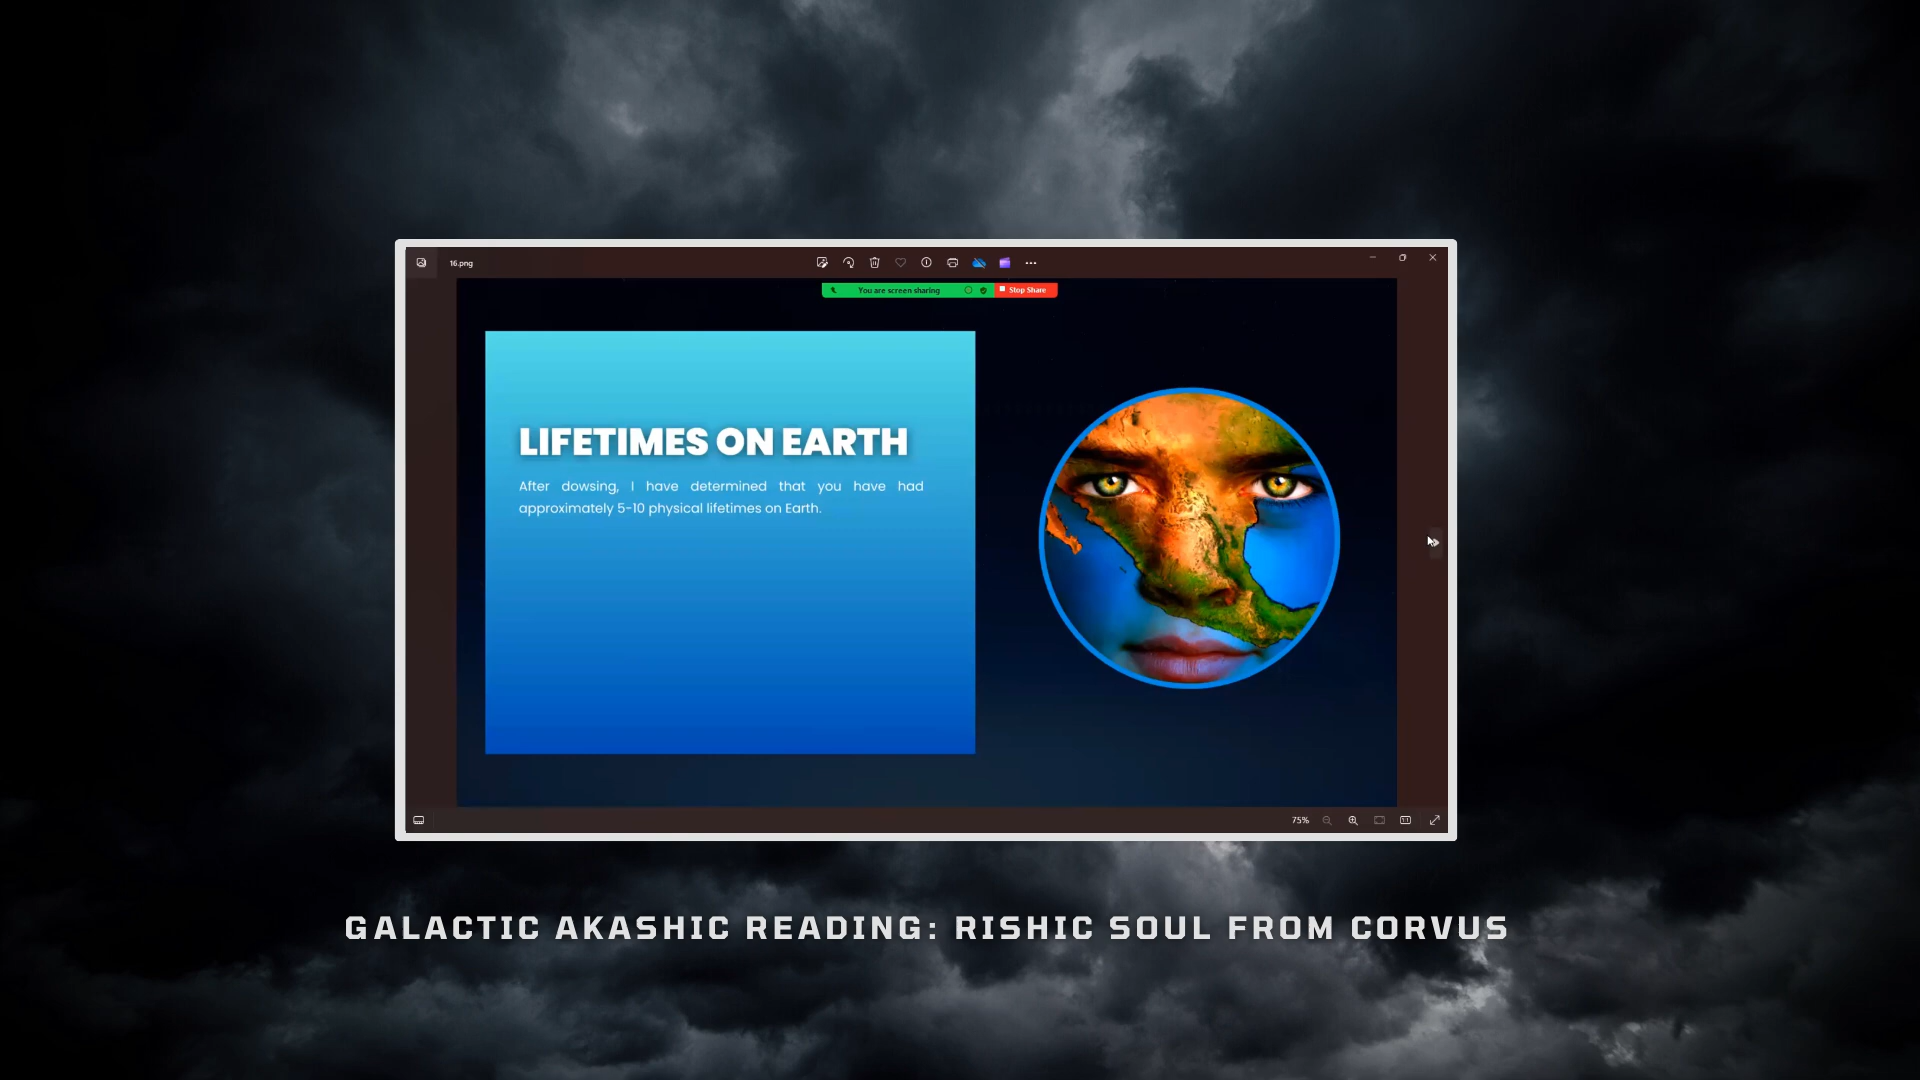 16.png
You are screen sharing
Stop Share
LIFETIMES ON EARTH
After dowsing, I have determined that you have had
approximately 5-10 physical lifetimes on Earth.
75%
GALACTIC AKASHIC READING: RISHIC SOUL FROM CORVUS